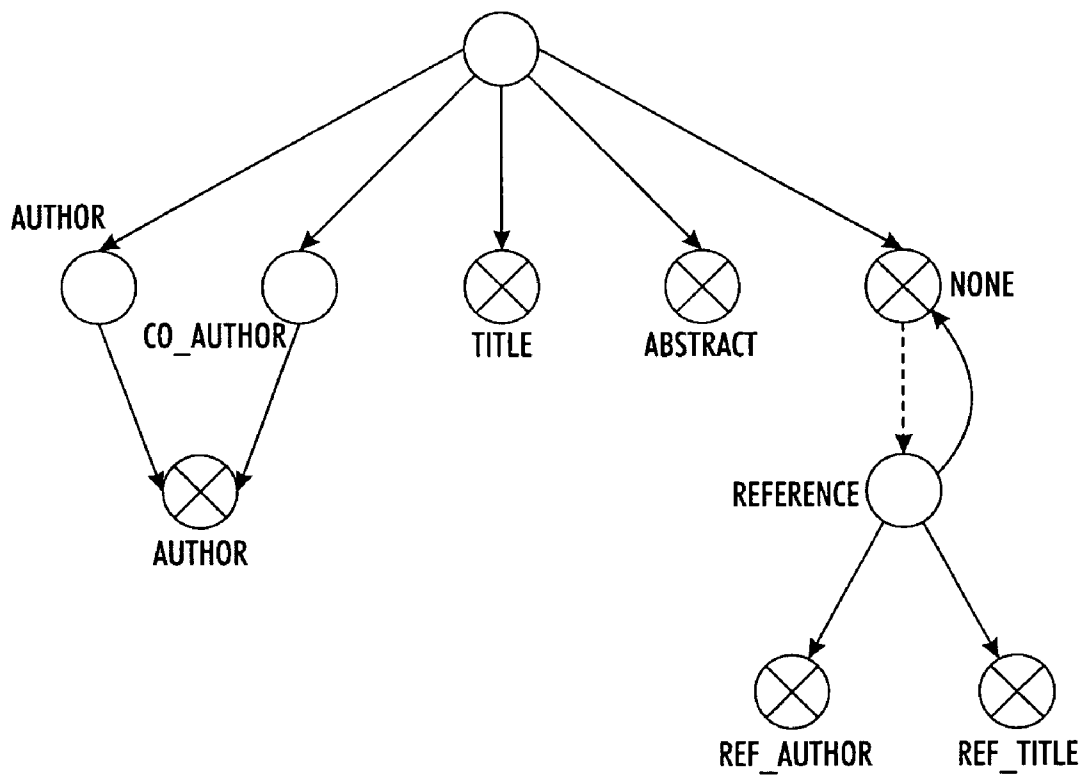 AUTHOR
NONE
CO_AUTHOR
TITLE
ABSTRACT
REFERENCE
AUTHOR
REF_AUTHOR
REF_TITLE